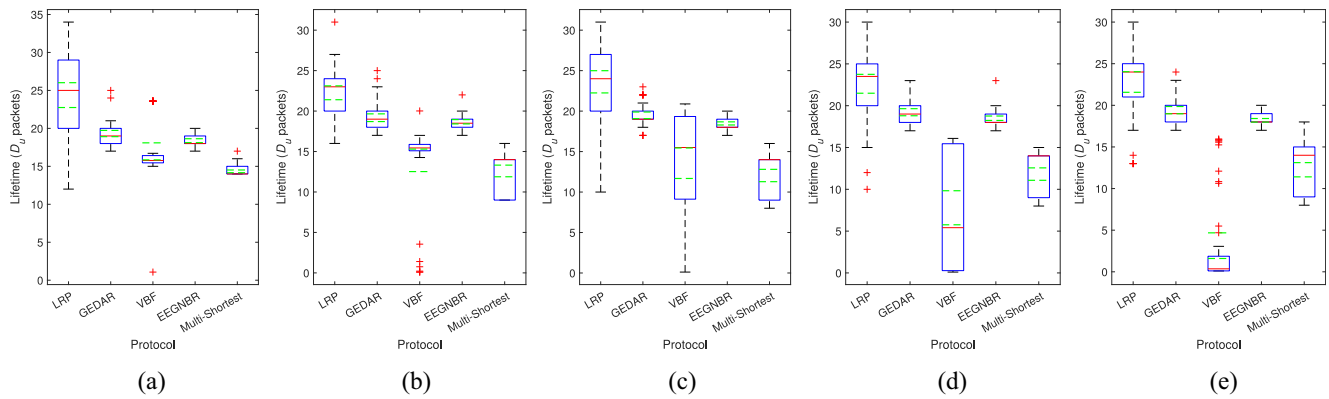 35
30
25
20
15
10
5
0
Lifetime (D_u packets)
LRP
GEDAR
VBF
EEGNBR
Multi-Shortest
Protocol
(a)
30
25
20
15
10
5
0
Lifetime (D_u packets)
LRP
GEDAR
VBF
EEGNBR
Multi-Shortest
Protocol
(b)
30
25
20
15
10
5
0
Lifetime (D_u packets)
LRP
GEDAR
VBF
EEGNBR
Multi-Shortest
Protocol
(c)
30
25
20
15
10
5
0
Lifetime (D_u packets)
LRP
GEDAR
VBF
EEGNBR
Multi-Shortest
Protocol
(d)
30
25
20
15
10
5
0
Lifetime (D_u packets)
LRP
GEDAR
VBF
EEGNBR
Multi-Shortest
Protocol
(e)